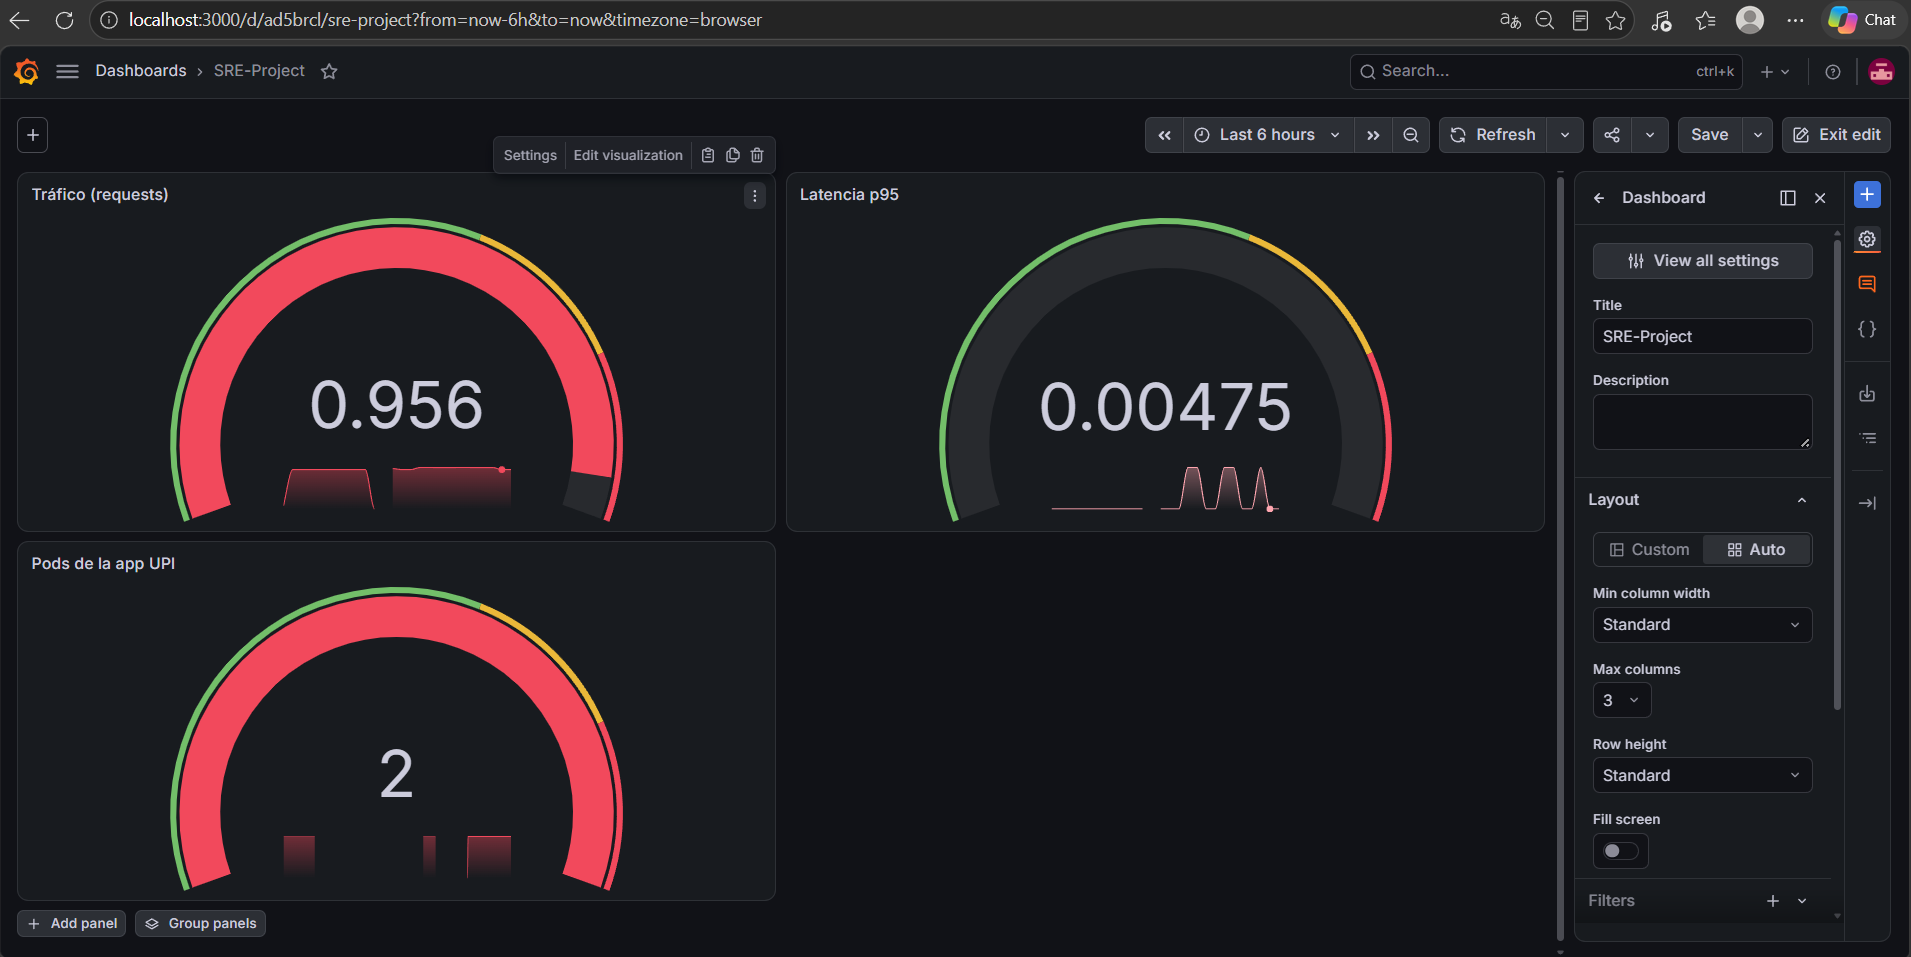 localhost:3000/d/ad5brcl/sre-project?from=now-6h&to=now&timezone=browser
Chat
Dashboards › SRE-Project
Search...
ctrl+k
Last 6 hours
Refresh
Save
Exit edit
Settings
Edit visualization
Tráfico (requests)
0.956
Latencia p95
0.00475
Pods de la app UPI
2
Add panel
Group panels
Dashboard
View all settings
Title
SRE-Project
Description
Layout
Custom
Auto
Min column width
Standard
Max columns
3
Row height
Standard
Fill screen
Filters